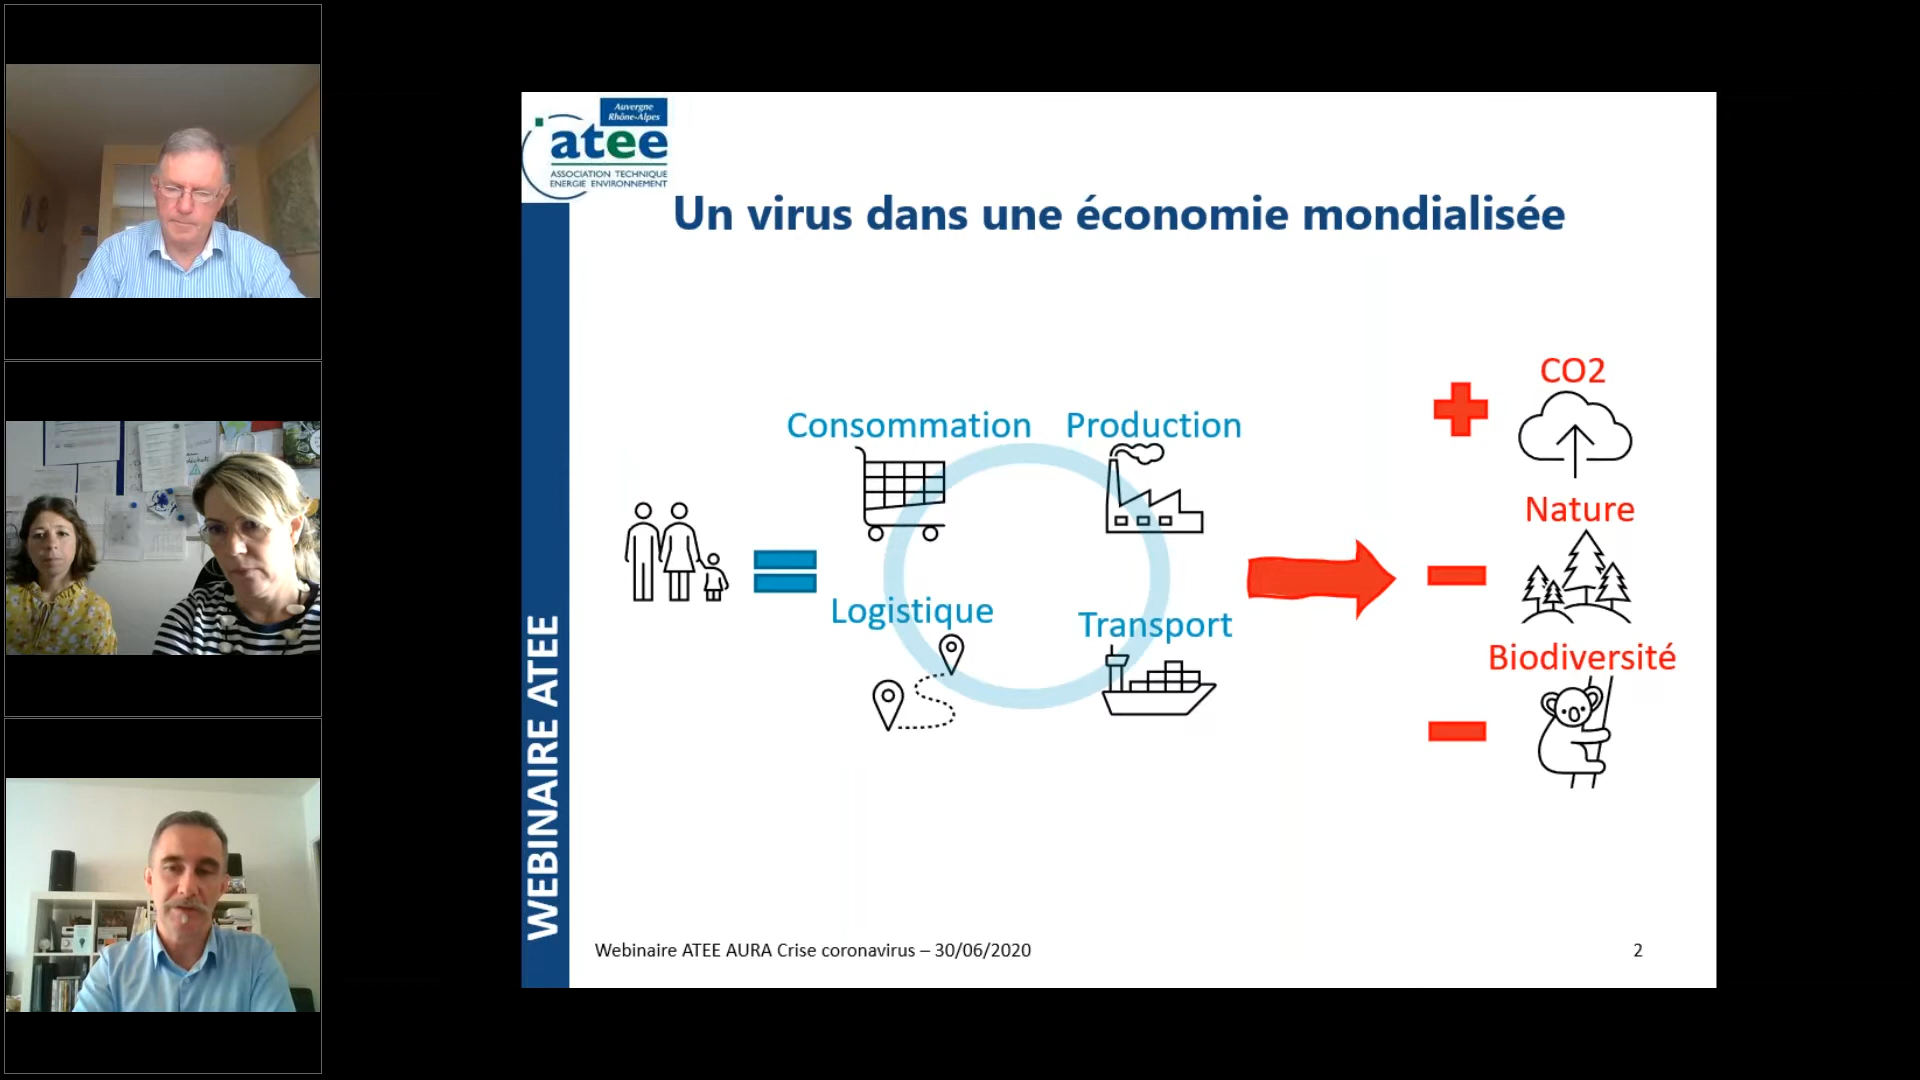 Auvergne
Rhône-Alpes
atee
ASSOCIATION TECHNIQUE
ENERGIE ENVIRONNEMENT
Un virus dans une économie mondialisée
CO2
Consommation
Production
Nature
Logistique
Transport
Biodiversité
WEBINAIRE ATEE
Webinaire ATEE AURA Crise coronavirus – 30/06/2020
2